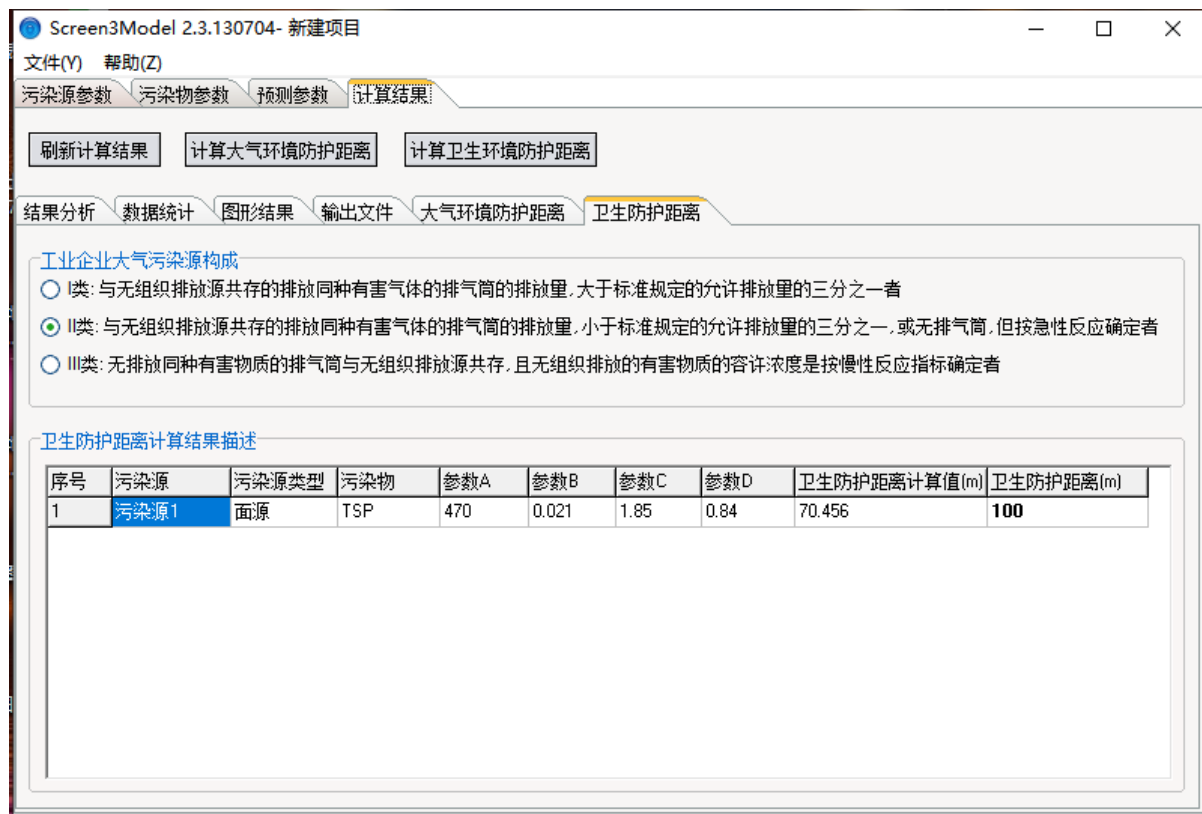 Screen3Model 2.3.130704- 新建项目
文件(Y) 帮助(Z)
污染源参数 污染物参数 预测参数 计算结果
刷新计算结果 计算大气环境防护距离 计算卫生环境防护距离
结果分析 数据统计 图形结果 输出文件 大气环境防护距离 卫生防护距离
工业企业大气污染源构成
I类: 与无组织排放源共存的排放同种有害气体的排气筒的排放量,大于标准规定的允许排放量的三分之一者
II类: 与无组织排放源共存的排放同种有害气体的排气筒的排放量,小于标准规定的允许排放量的三分之一,或无排气筒,但按急性反应确定者
III类: 无排放同种有害物质的排气筒与无组织排放源共存,且无组织排放的有害物质的容许浓度是按慢性反应指标确定者
卫生防护距离计算结果描述
序号 污染源 污染源类型 污染物 参数A 参数B 参数C 参数D 卫生防护距离计算值(m) 卫生防护距离(m)
1 污染源1 面源 TSP 470 0.021 1.85 0.84 70.456 100